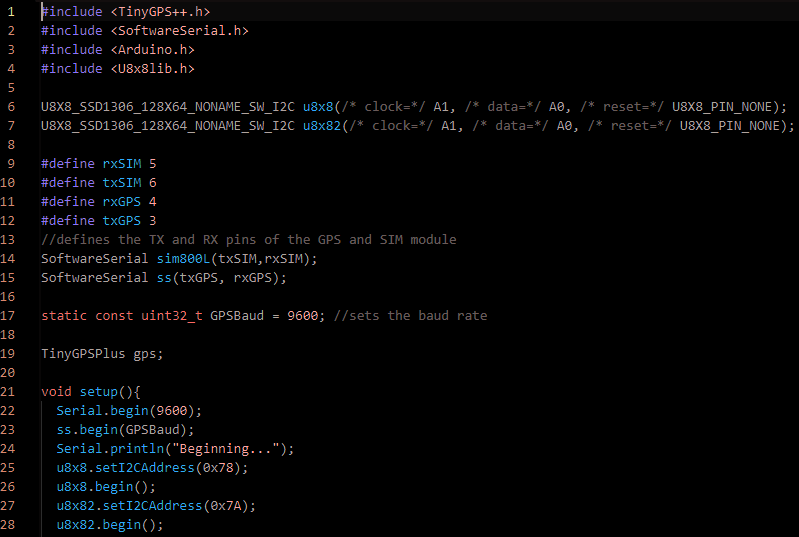 1 #include <TinyGPS++.h>
2 #include <SoftwareSerial.h>
3 #include <Arduino.h>
4 #include <U8x8lib.h>
5
6 U8X8_SSD1306_128X64_NONAME_SW_I2C u8x8(/* clock=*/ A1, /* data=*/ A0, /* reset=*/ U8X8_PIN_NONE);
7 U8X8_SSD1306_128X64_NONAME_SW_I2C u8x82(/* clock=*/ A1, /* data=*/ A0, /* reset=*/ U8X8_PIN_NONE);
8
9 #define rxSIM 5
10 #define txSIM 6
11 #define rxGPS 4
12 #define txGPS 3
13 //defines the TX and RX pins of the GPS and SIM module
14 SoftwareSerial sim800L(txSIM,rxSIM);
15 SoftwareSerial ss(txGPS, rxGPS);
16
17 static const uint32_t GPSBaud = 9600; //sets the baud rate
18
19 TinyGPSPlus gps;
20
21 void setup(){
22   Serial.begin(9600);
23   ss.begin(GPSBaud);
24   Serial.println("Beginning...");
25   u8x8.setI2CAddress(0x78);
26   u8x8.begin();
27   u8x82.setI2CAddress(0x7A);
28   u8x82.begin();